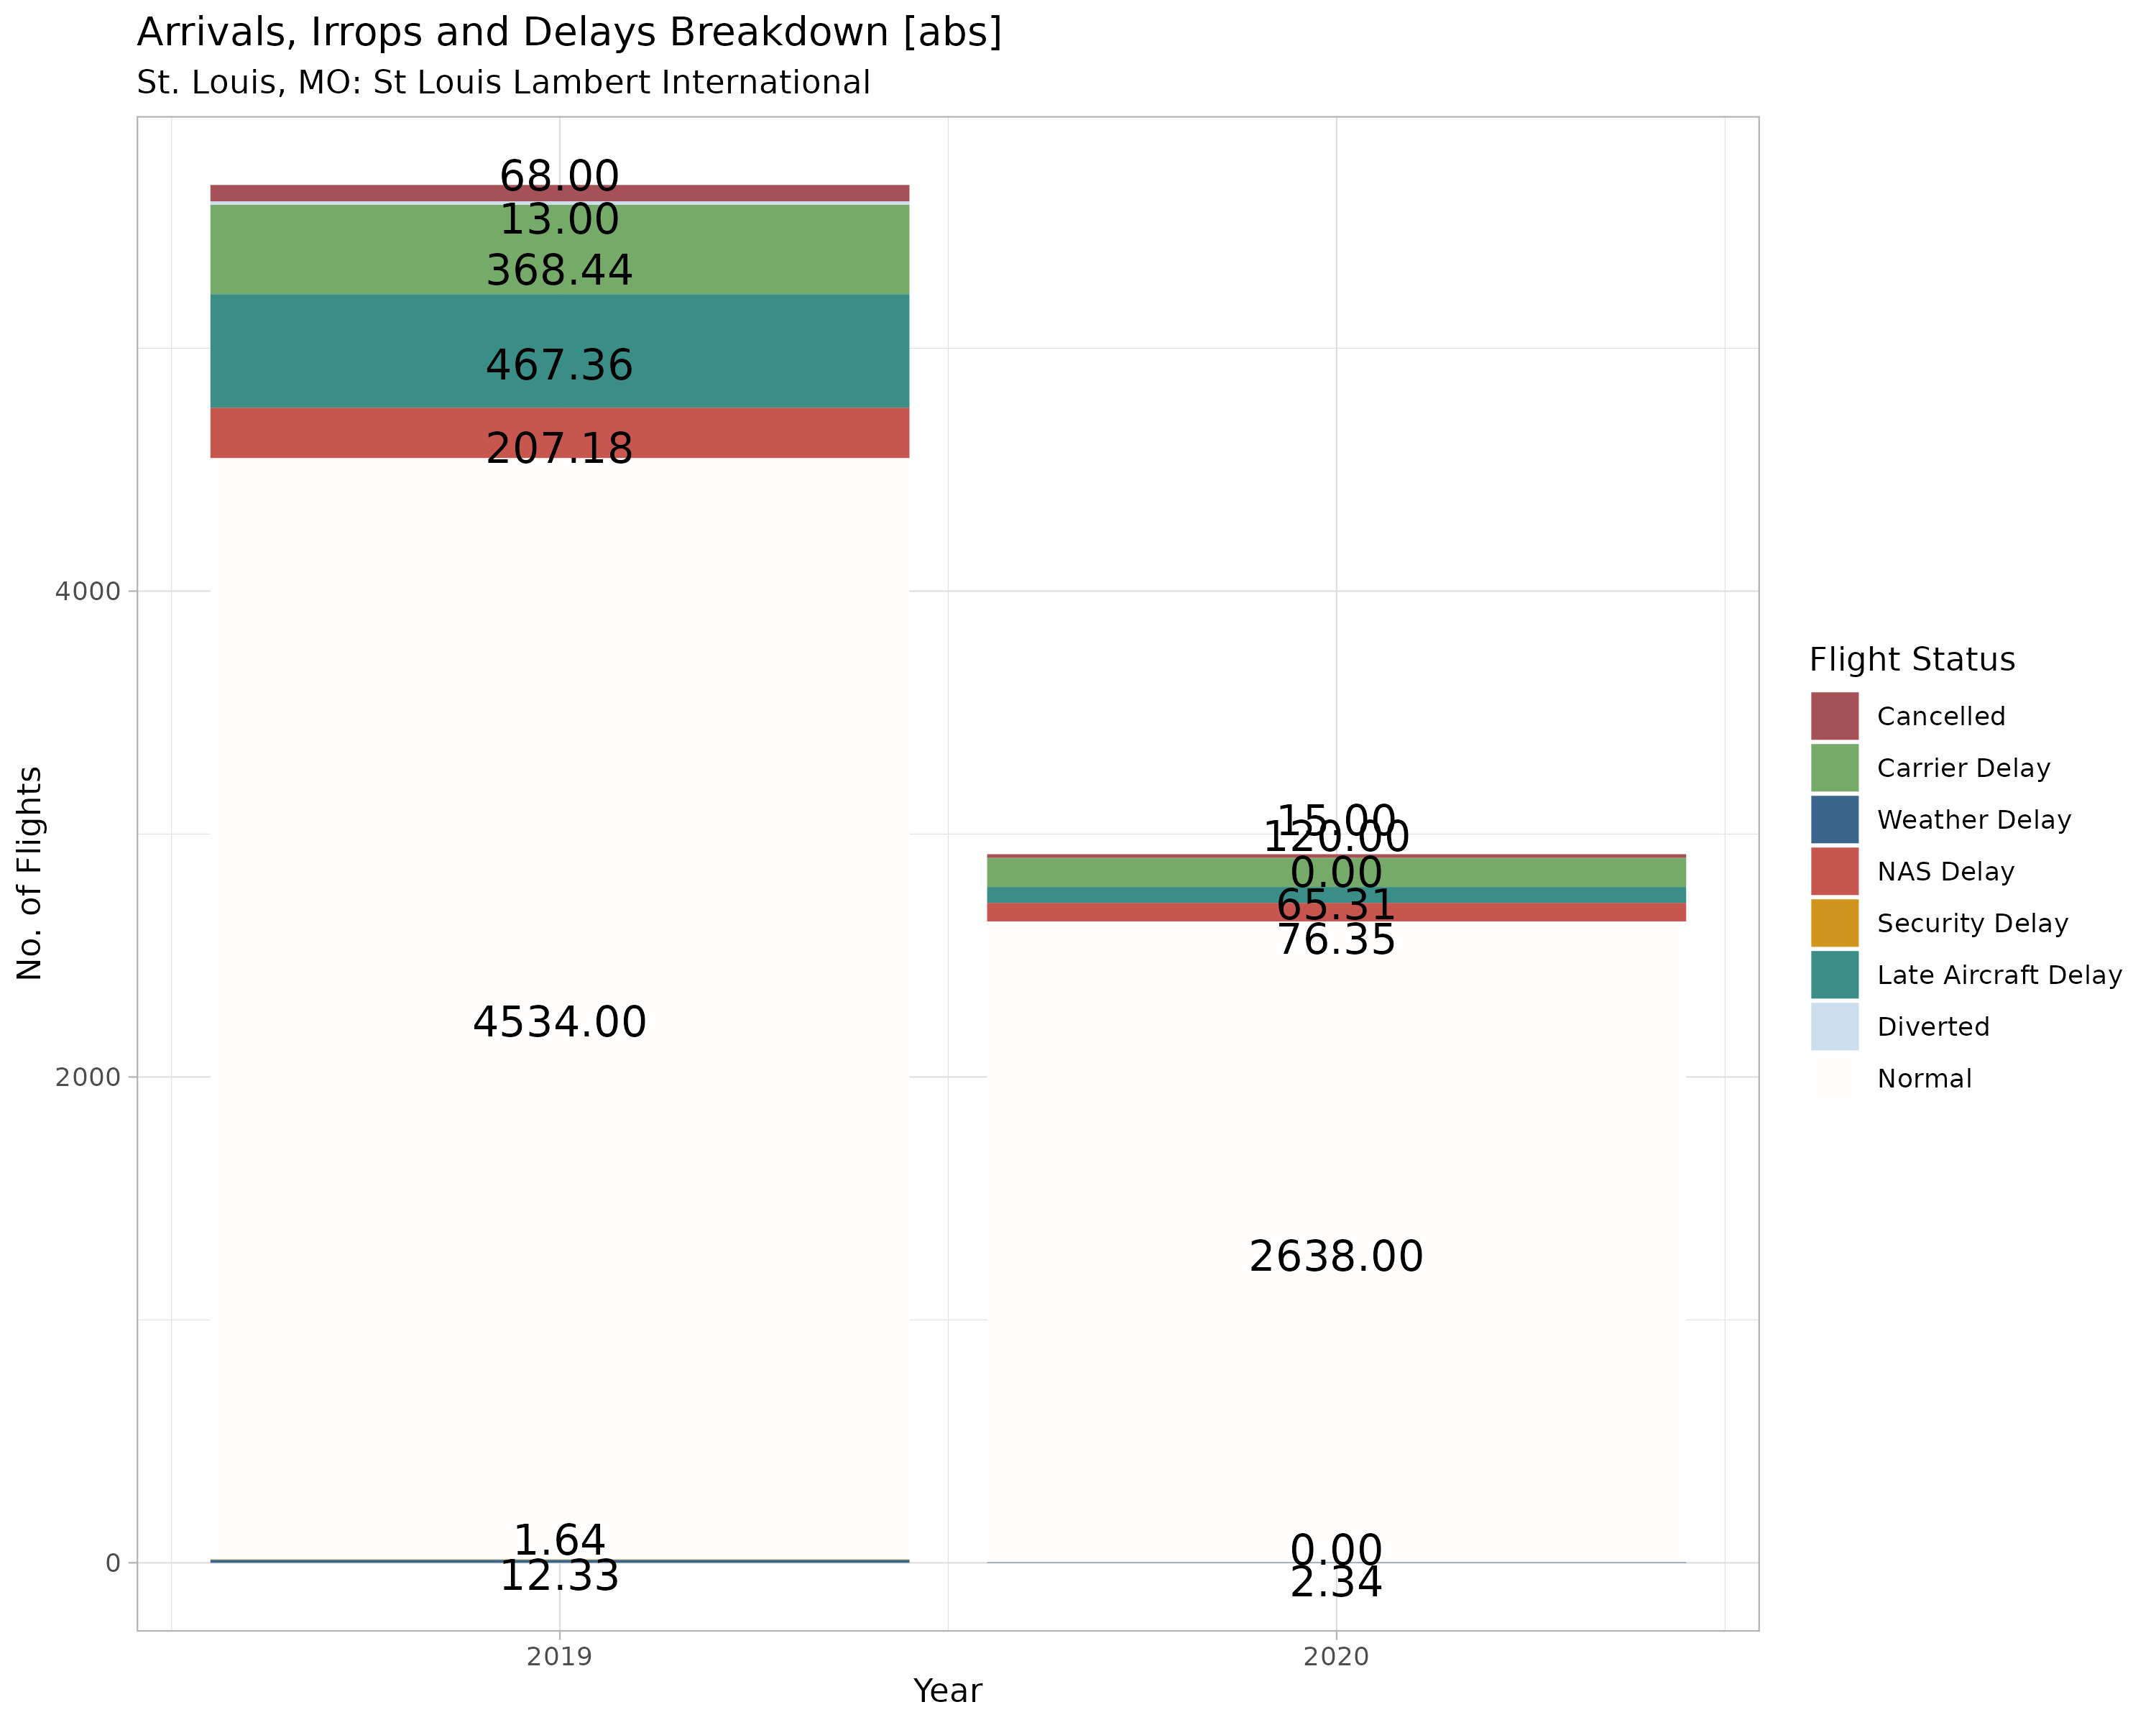 Arrivals, Irrops and Delays Breakdown [abs]
St. Louis, MO: St Louis Lambert International
No. of Flights
4000
2000
0
68.00
13.00
368.44
467.36
207.18
4534.00
1.64
12.33
15.00
120.00
0.00
65.31
76.35
2638.00
0.00
2.34
2019
2020
Year
Flight Status
Cancelled
Carrier Delay
Weather Delay
NAS Delay
Security Delay
Late Aircraft Delay
Diverted
Normal